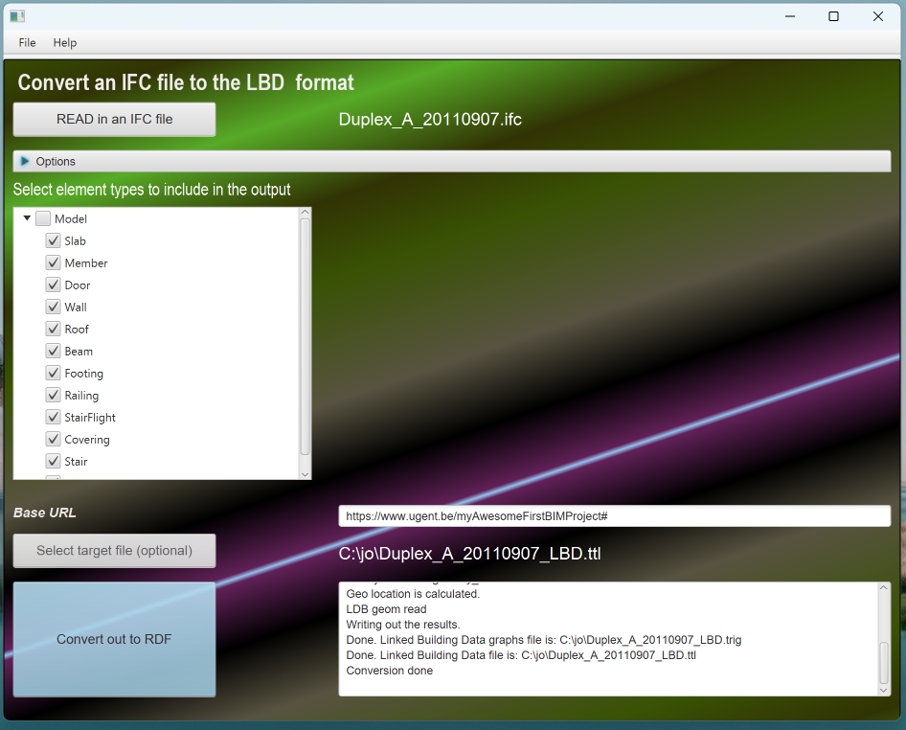 File Help
Convert an IFC file to the LBD format
READ in an IFC file
Duplex_A_20110907.ifc
Options
Select element types to include in the output
Model
Slab
Member
Door
Wall
Roof
Beam
Footing
Railing
StairFlight
Covering
Stair
Base URL
https://www.ugent.be/myAwesomeFirstBIMProject#
Select target file (optional)
C:\jo\Duplex_A_20110907_LBD.ttl
Convert out to RDF
Geo location is calculated.
LDB geom read
Writing out the results.
Done. Linked Building Data graphs file is: C:\jo\Duplex_A_20110907_LBD.trig
Done. Linked Building Data file is: C:\jo\Duplex_A_20110907_LBD.ttl
Conversion done